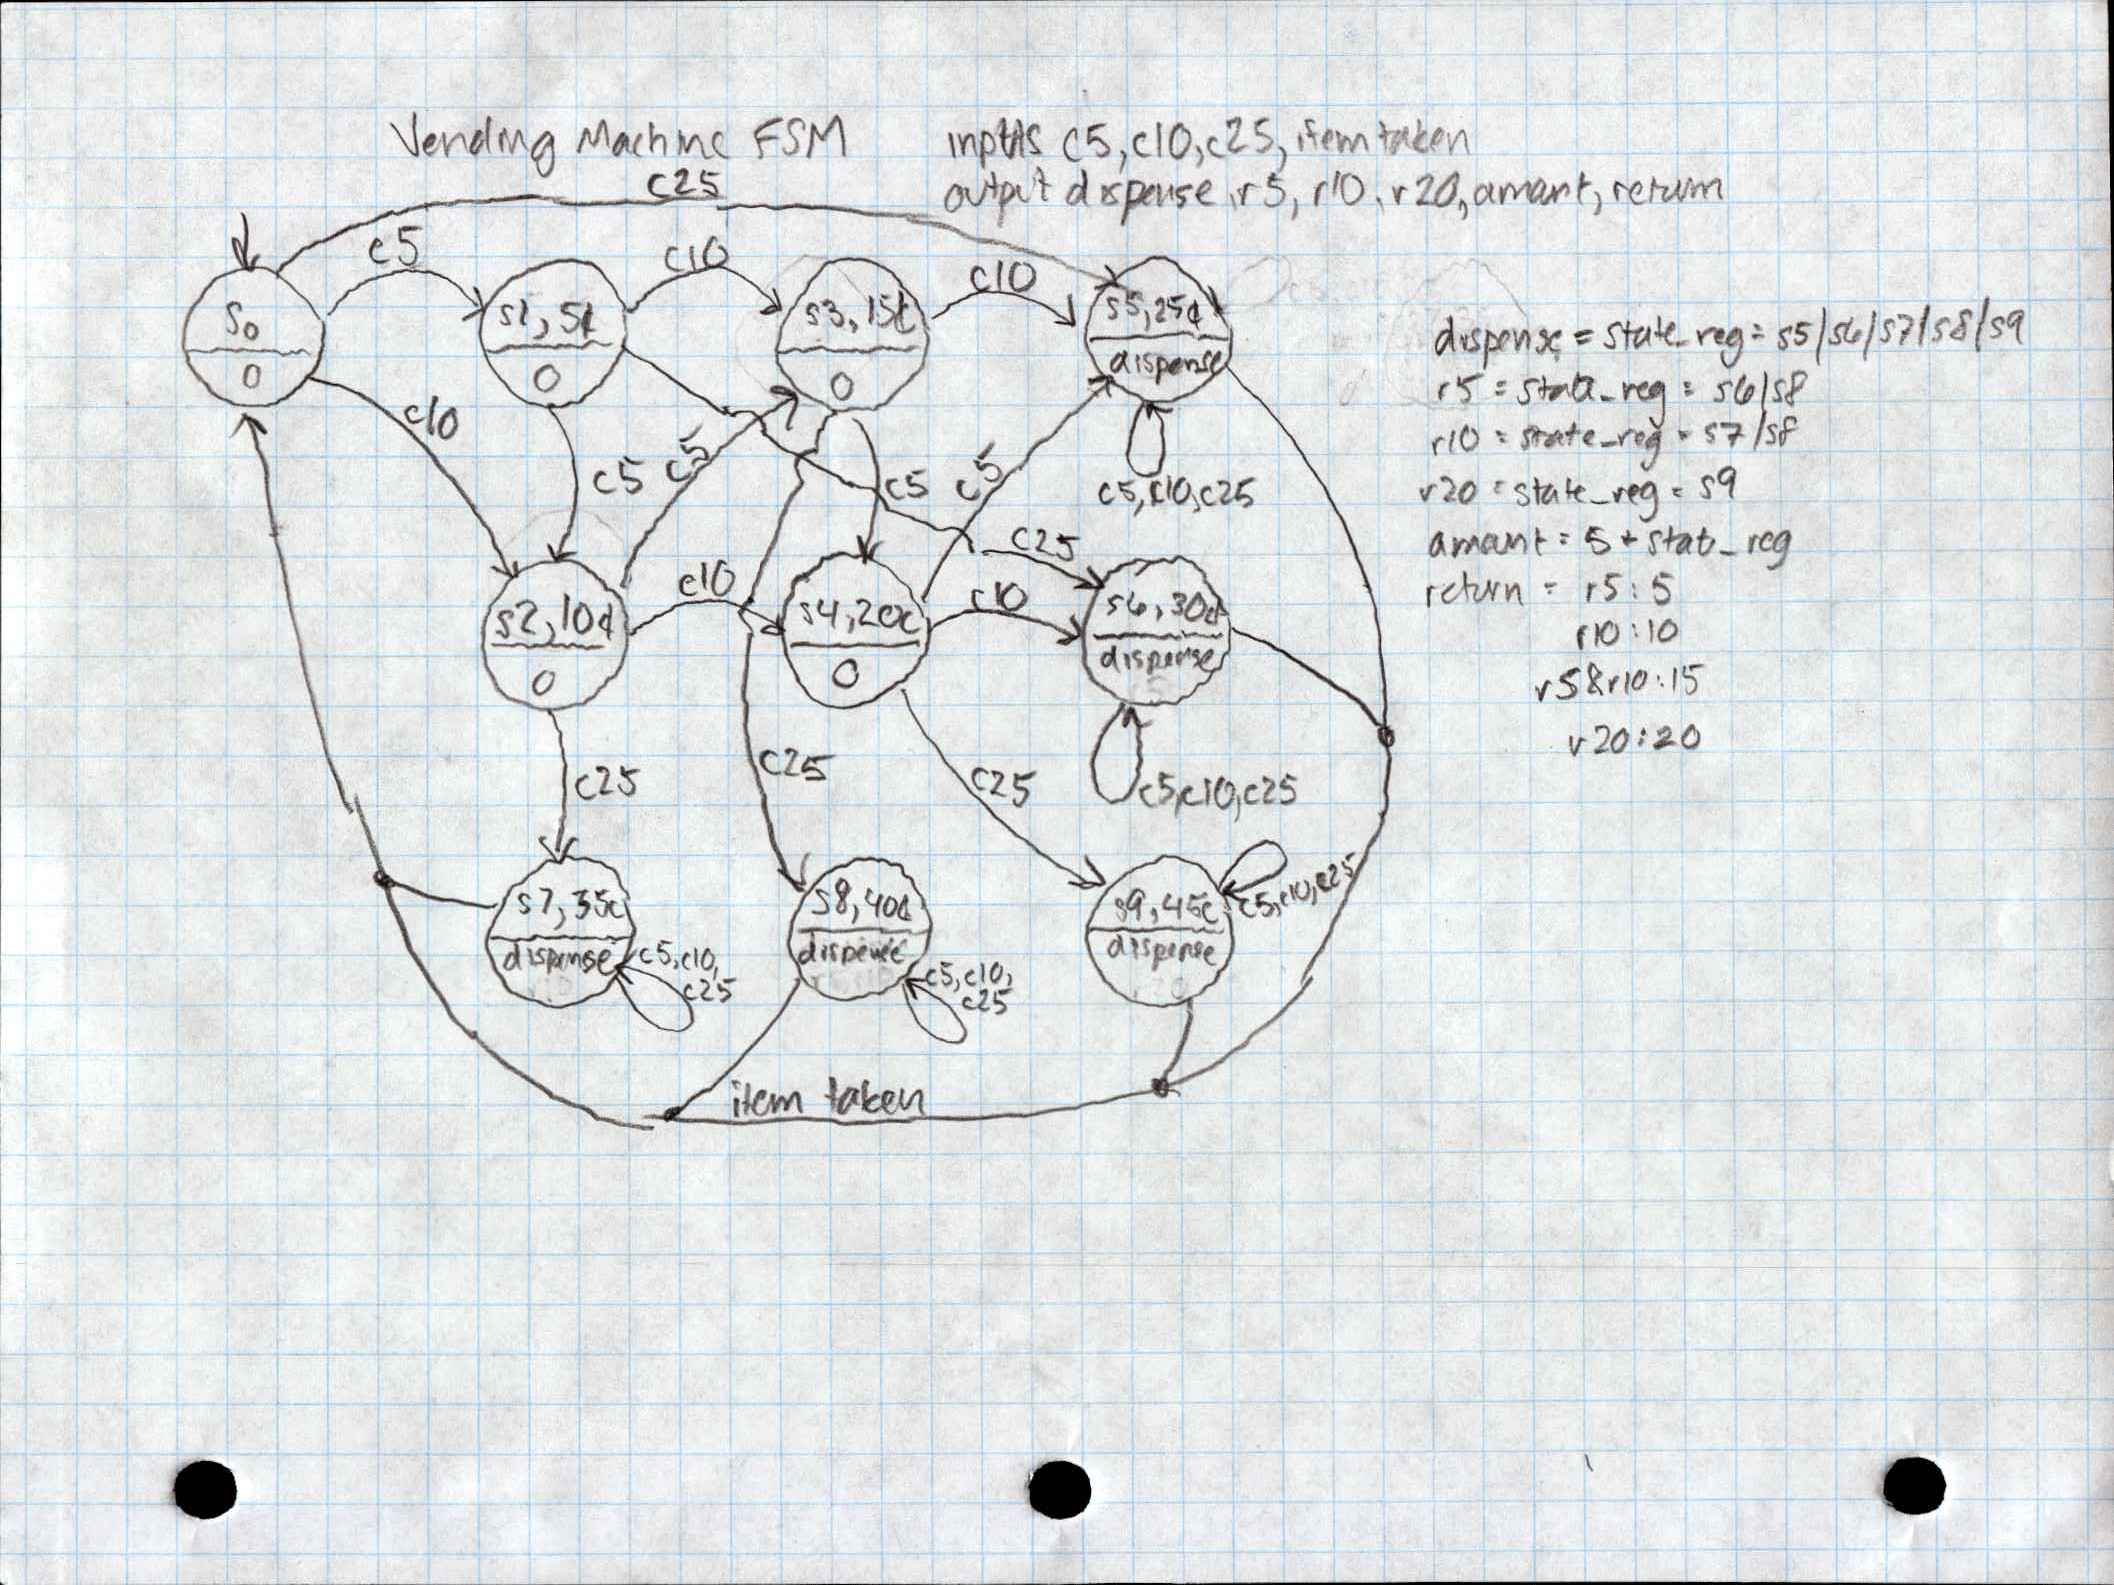 Vending Machine FSM
inputs c5, c10, c25, item taken
output dispense, r5, r10, r20, amount, return
c25
c5
c10
c10
s0
0
s1, 5¢
0
s3, 15¢
0
s5, 25¢
dispense
c10
c5
c5
c5
c5
c5, c10, c25
c25
c10
c10
s2, 10¢
0
s4, 20¢
0
s6, 30¢
dispense
c25
c25
c25
c5, c10, c25
s7, 35¢
dispense
c5, c10,
c25
s8, 40¢
dispense
c5, c10,
c25
s9, 45¢
dispense
c5, c10, c25
item taken
dispense = state_reg = s5/s6/s7/s8/s9
r5 = state_reg = s6/s8
r10 = state_reg = s7/s8
r20 = state_reg = s9
amount = 5 * stat_reg
return = r5 : 5
r10 : 10
r5&r10 : 15
r20 : 20